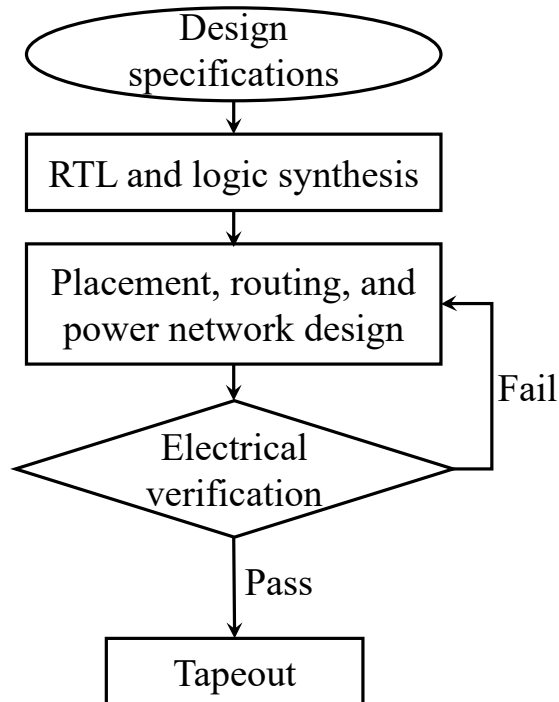 Design
specifications
RTL and logic synthesis
Placement, routing, and
power network design
Fail
Electrical
verification
Pass
Tapeout